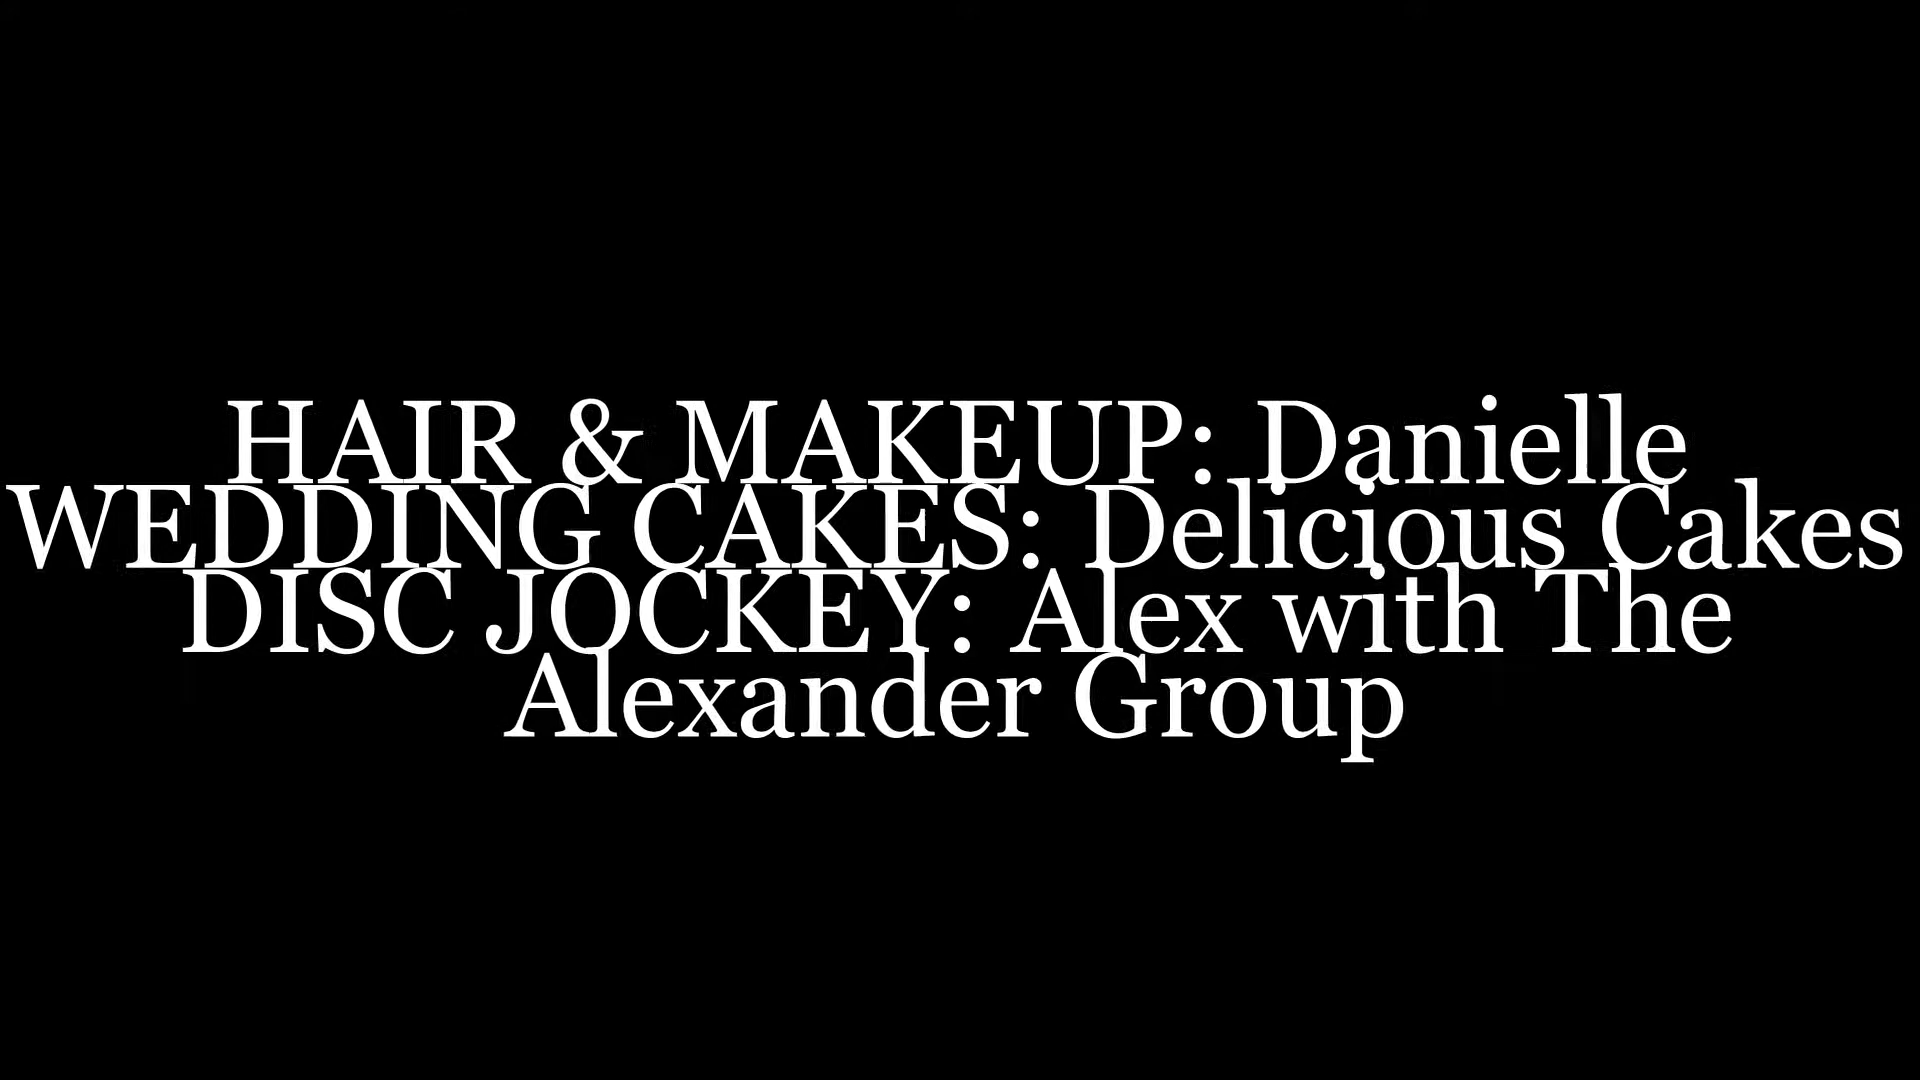 HAIR & MAKEUP: Danielle
WEDDING CAKES: Delicious Cakes
DISC JOCKEY: Alex with The
Alexander Group